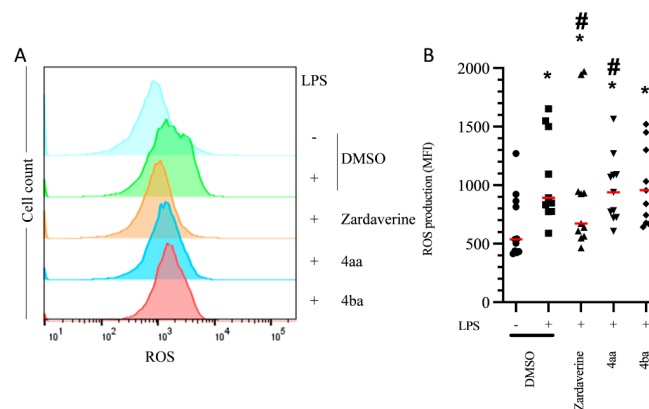 A
LPS
Cell count
-
+
DMSO
+
Zardaverine
+
4aa
+
4ba
10¹ 10² 10³ 10⁴ 10⁵
ROS
B
ROS production (MFI)
2000
1500
1000
500
0
*
#
*
#
*
*
LPS - + + + +
DMSO
Zardaverine
4aa
4ba